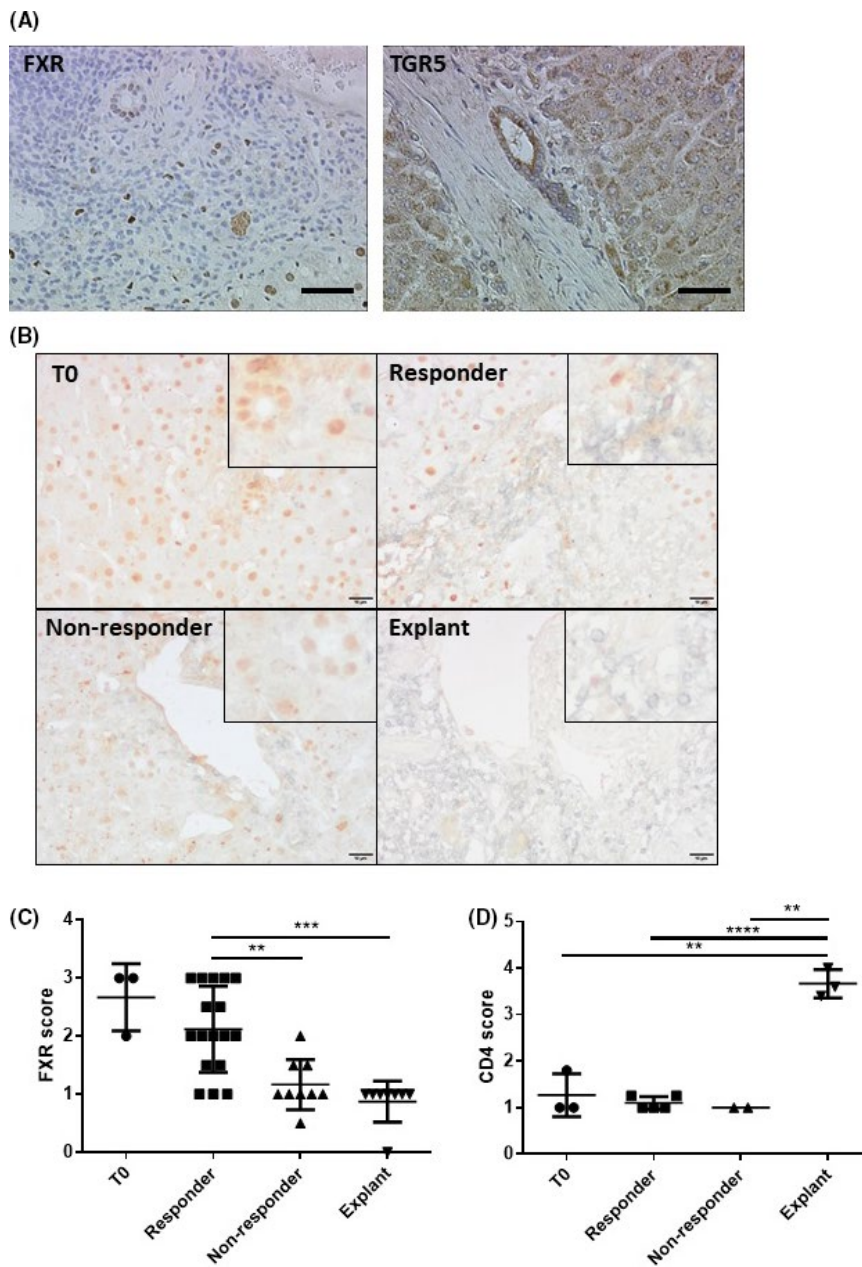 (A)
FXR
TGR5
(B)
T0
Responder
Non-responder
Explant
(C)
4
3
2
1
0
FXR score
***
**
T0
Responder
Non-responder
Explant
(D)
5
4
3
2
1
0
CD4 score
**
****
**
T0
Responder
Non-responder
Explant